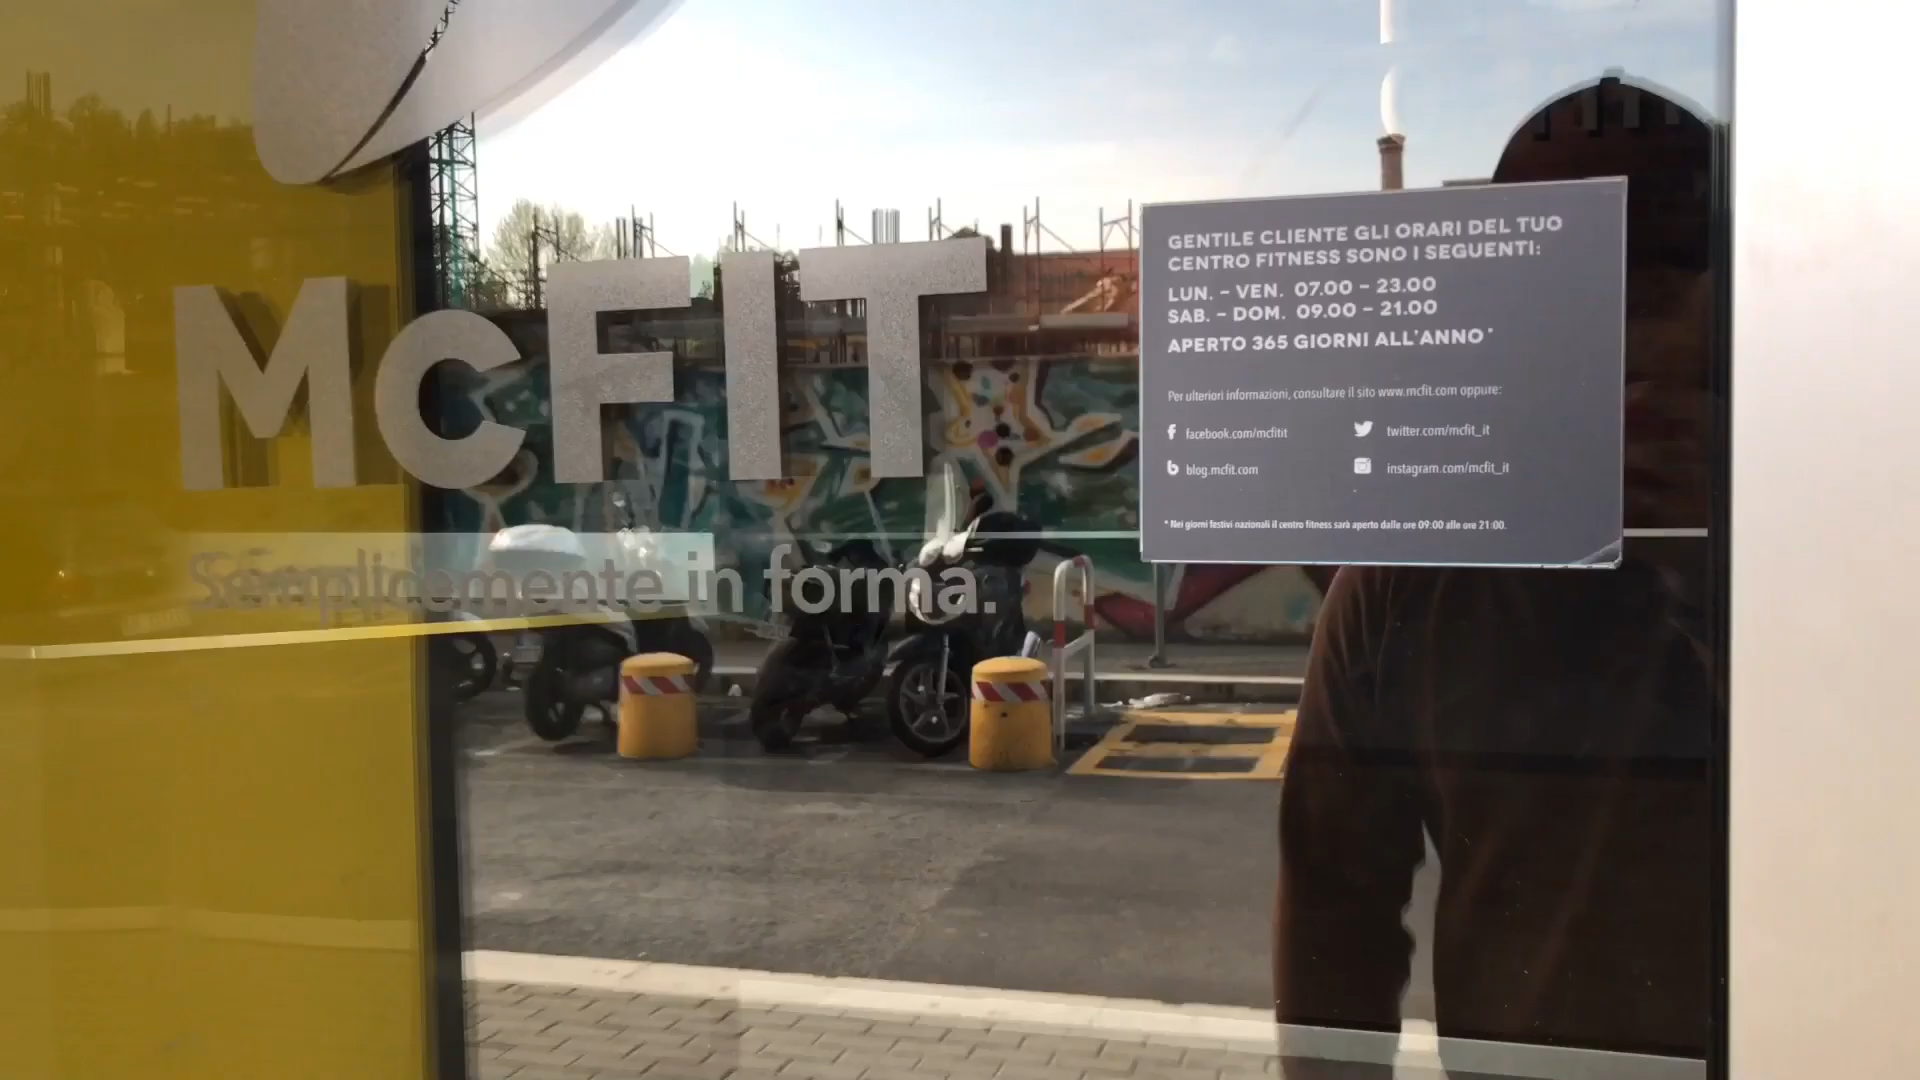 McFIT
Semplicemente in forma.
GENTILE CLIENTE GLI ORARI DEL TUO
CENTRO FITNESS SONO I SEGUENTI:
LUN. - VEN. 07.00 - 23.00
SAB. - DOM. 09.00 - 21.00
APERTO 365 GIORNI ALL'ANNO*
Per ulteriori informazioni, consultare il sito www.mcfit.com oppure:
facebook.com/mcfitit twitter.com/mcfit_it
blog.mcfit.com instagram.com/mcfit_it
* Nei giorni festivi nazionali il centro fitness sarà aperto dalle ore 09:00 alle ore 21:00.